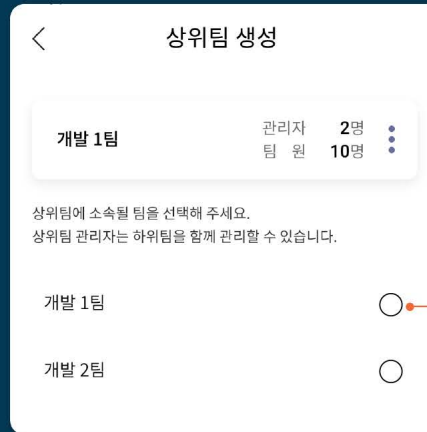 상위팀 생성
개발 1팀
관리자 2명
팀 원 10명
상위팀에 소속될 팀을 선택해 주세요.
상위팀 관리자는 하위팀을 함께 관리할 수 있습니다.
개발 1팀
개발 2팀